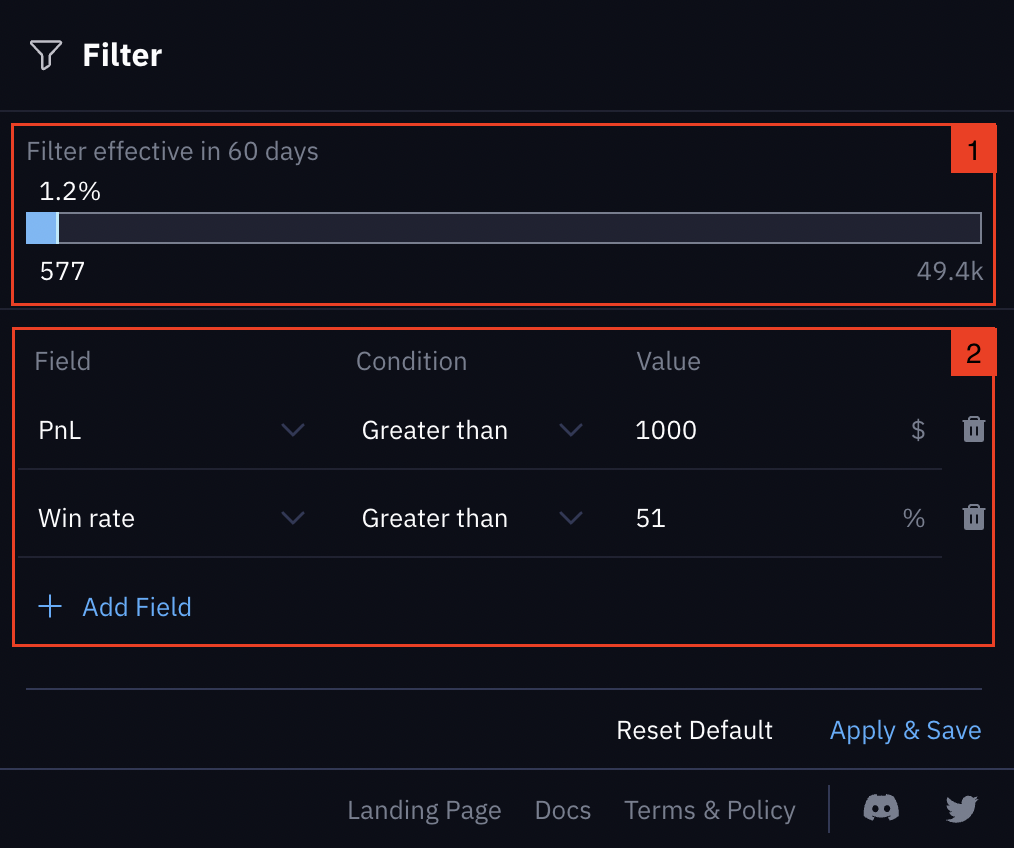 Filter
Filter effective in 60 days
1
1.2%
577 49.4k
2
Field Condition Value
PnL Greater than 1000 $
Win rate Greater than 51 %
+ Add Field
Reset Default Apply & Save
Landing Page Docs Terms & Policy